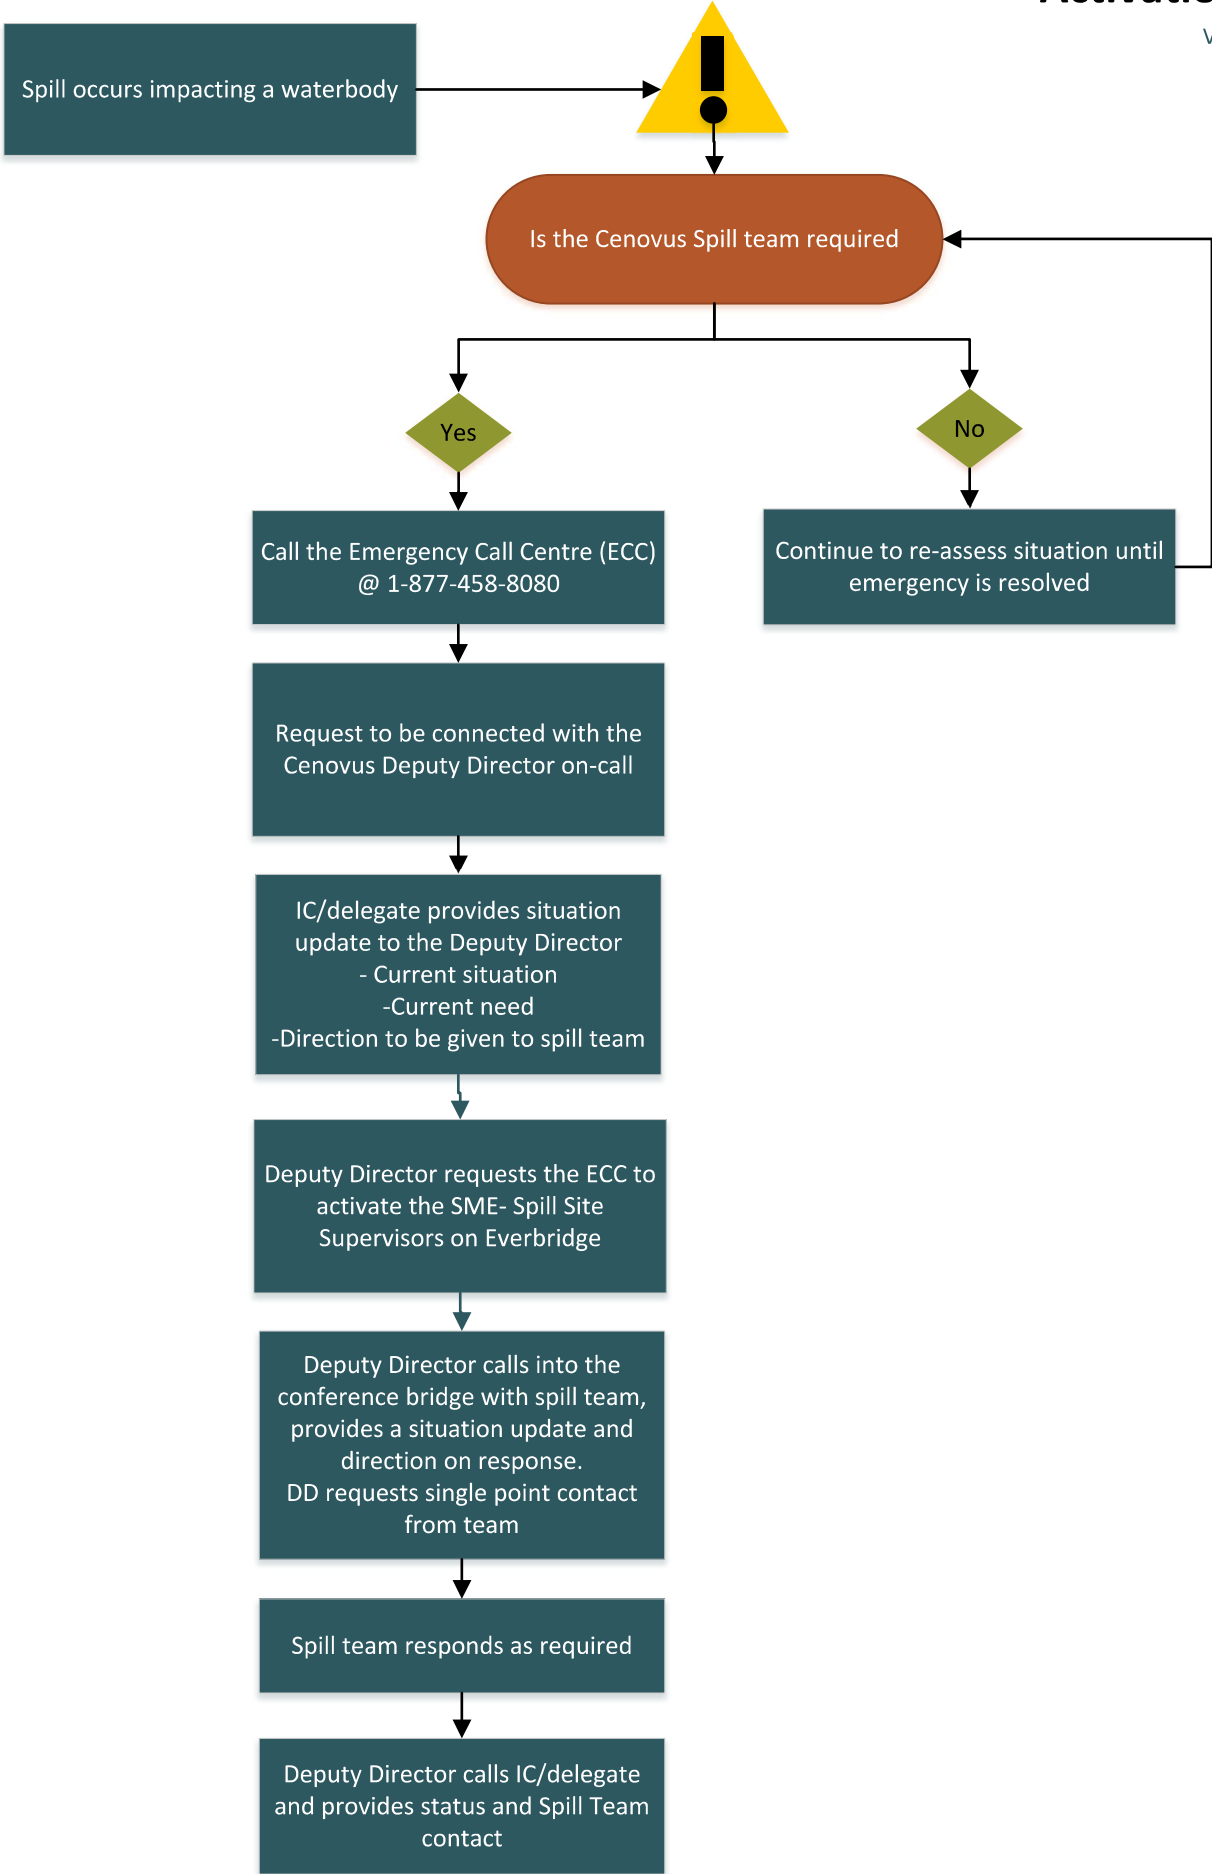 Spill occurs impacting a waterbody
Is the Cenovus Spill team required
Yes
No
Call the Emergency Call Centre (ECC)
@ 1-877-458-8080
Continue to re-assess situation until
emergency is resolved
Request to be connected with the
Cenovus Deputy Director on-call
IC/delegate provides situation
update to the Deputy Director
- Current situation
-Current need
-Direction to be given to spill team
Deputy Director requests the ECC to
activate the SME- Spill Site
Supervisors on Everbridge
Deputy Director calls into the
conference bridge with spill team,
provides a situation update and
direction on response.
DD requests single point contact
from team
Spill team responds as required
Deputy Director calls IC/delegate
and provides status and Spill Team
contact